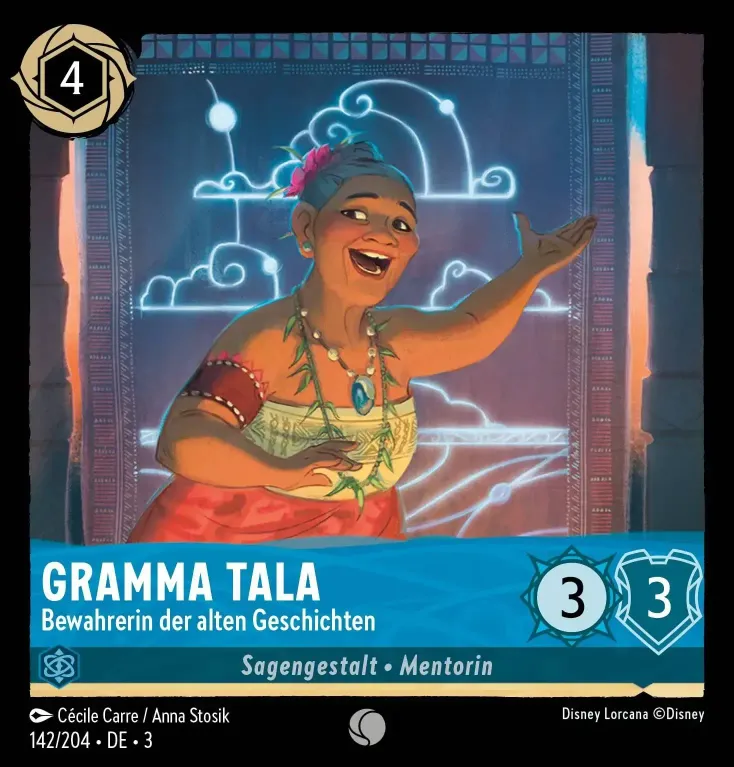 4
GRAMMA TALA
Bewahrerin der alten Geschichten
3
3
Sagengestalt • Mentorin
Cécile Carre / Anna Stosik
Disney Lorcana ©Disney
142/204 • DE • 3